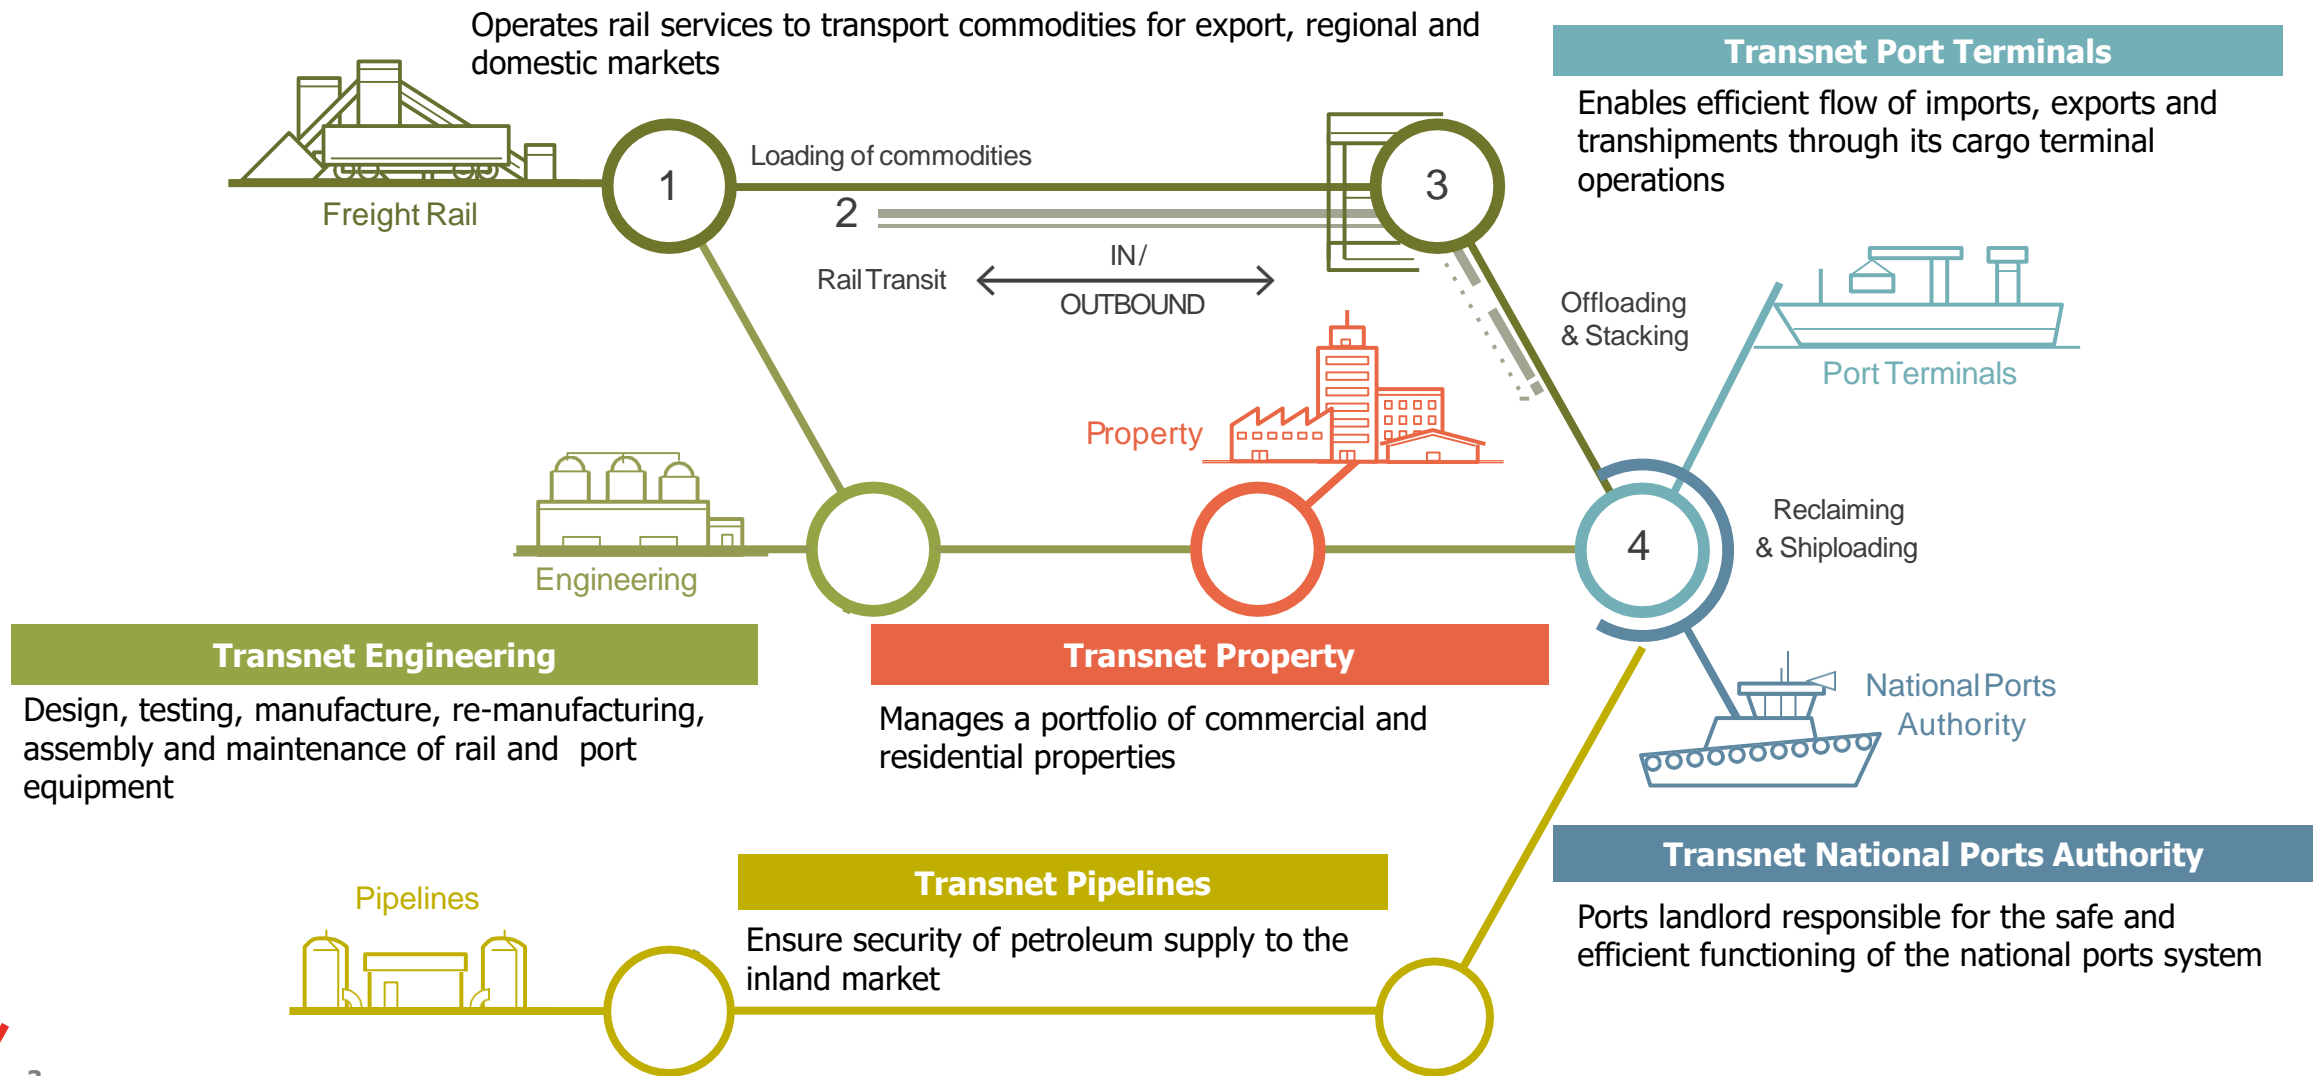 Operates rail services to transport commodities for export, regional and
domestic markets
Transnet Port Terminals
Enables efficient flow of imports, exports and
transhipments through its cargo terminal
operations
1
Loading of commodities
3
2
Freight Rail
IN/
Rail Transit
OUTBOUND
Offloading
& Stacking
Port Terminals
Property
Reclaiming
& Shiploading
4
Engineering
Transnet Engineering
Design, testing, manufacture, re-manufacturing,
assembly and maintenance of rail and port
equipment
Transnet Property
Manages a portfolio of commercial and
residential properties
National Ports
Authority
Transnet National Ports Authority
Ports landlord responsible for the safe and
efficient functioning of the national ports system
Pipelines
Transnet Pipelines
Ensure security of petroleum supply to the
inland market